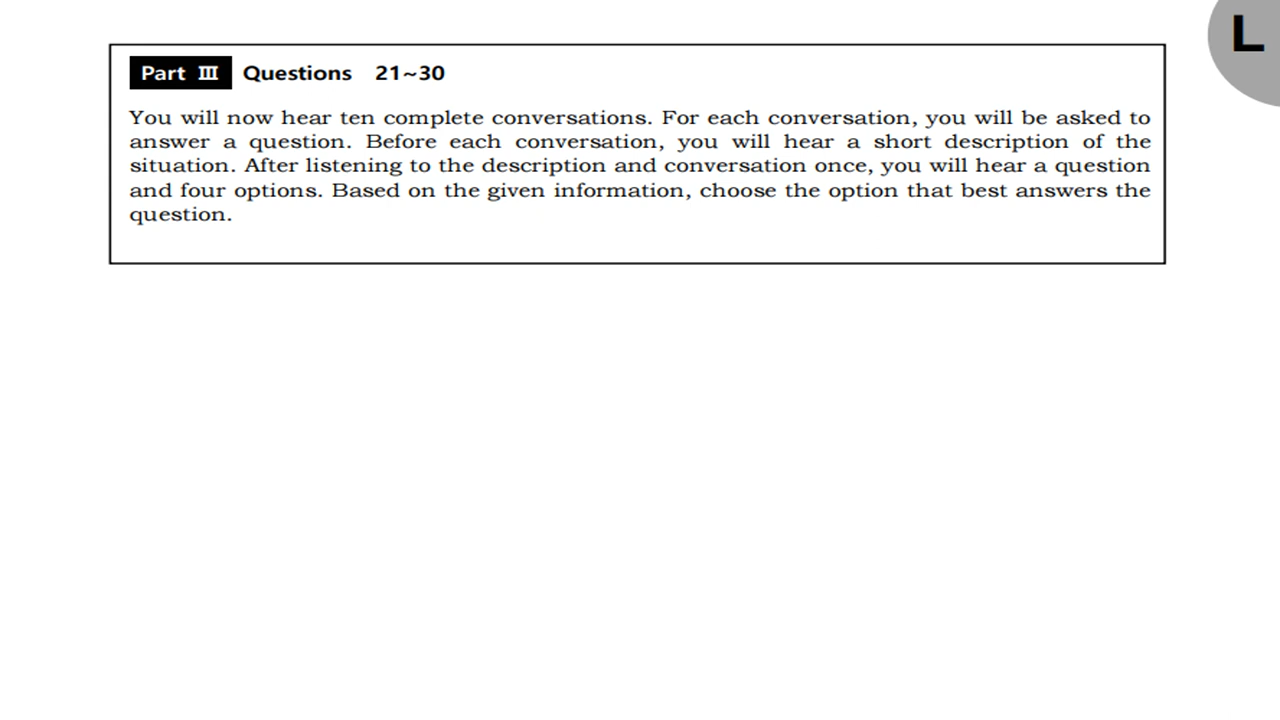 L
Part Ⅲ Questions 21~30
You will now hear ten complete conversations. For each conversation, you will be asked to
answer a question. Before each conversation, you will hear a short description of the
situation. After listening to the description and conversation once, you will hear a question
and four options. Based on the given information, choose the option that best answers the
question.